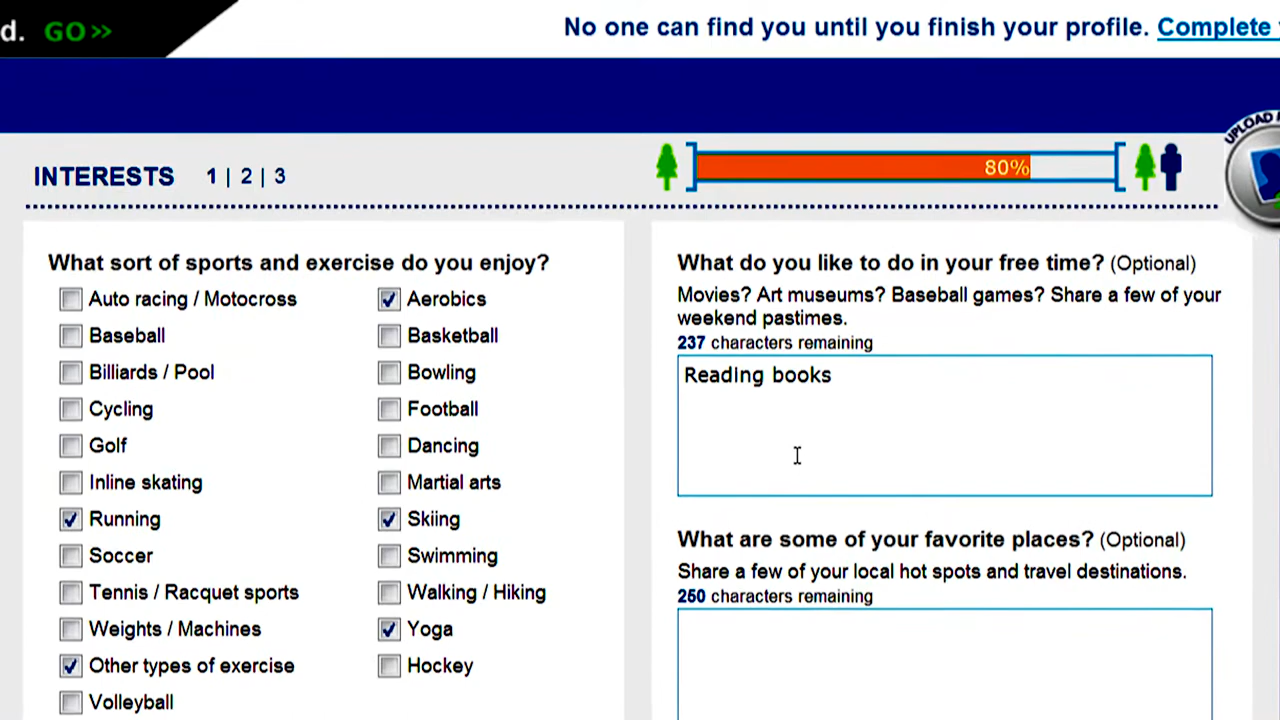 d. GO >>
No one can find you until you finish your profile. Complete
UPLOAD
INTERESTS 1 | 2 | 3
80%
What sort of sports and exercise do you enjoy?
Auto racing / Motocross
Aerobics
Baseball
Basketball
Billiards / Pool
Bowling
Cycling
Football
Golf
Dancing
Inline skating
Martial arts
Running
Skiing
Soccer
Swimming
Tennis / Racquet sports
Walking / Hiking
Weights / Machines
Yoga
Other types of exercise
Hockey
Volleyball
What do you like to do in your free time? (Optional)
Movies? Art museums? Baseball games? Share a few of your
weekend pastimes.
237 characters remaining
Reading books
What are some of your favorite places? (Optional)
Share a few of your local hot spots and travel destinations.
250 characters remaining